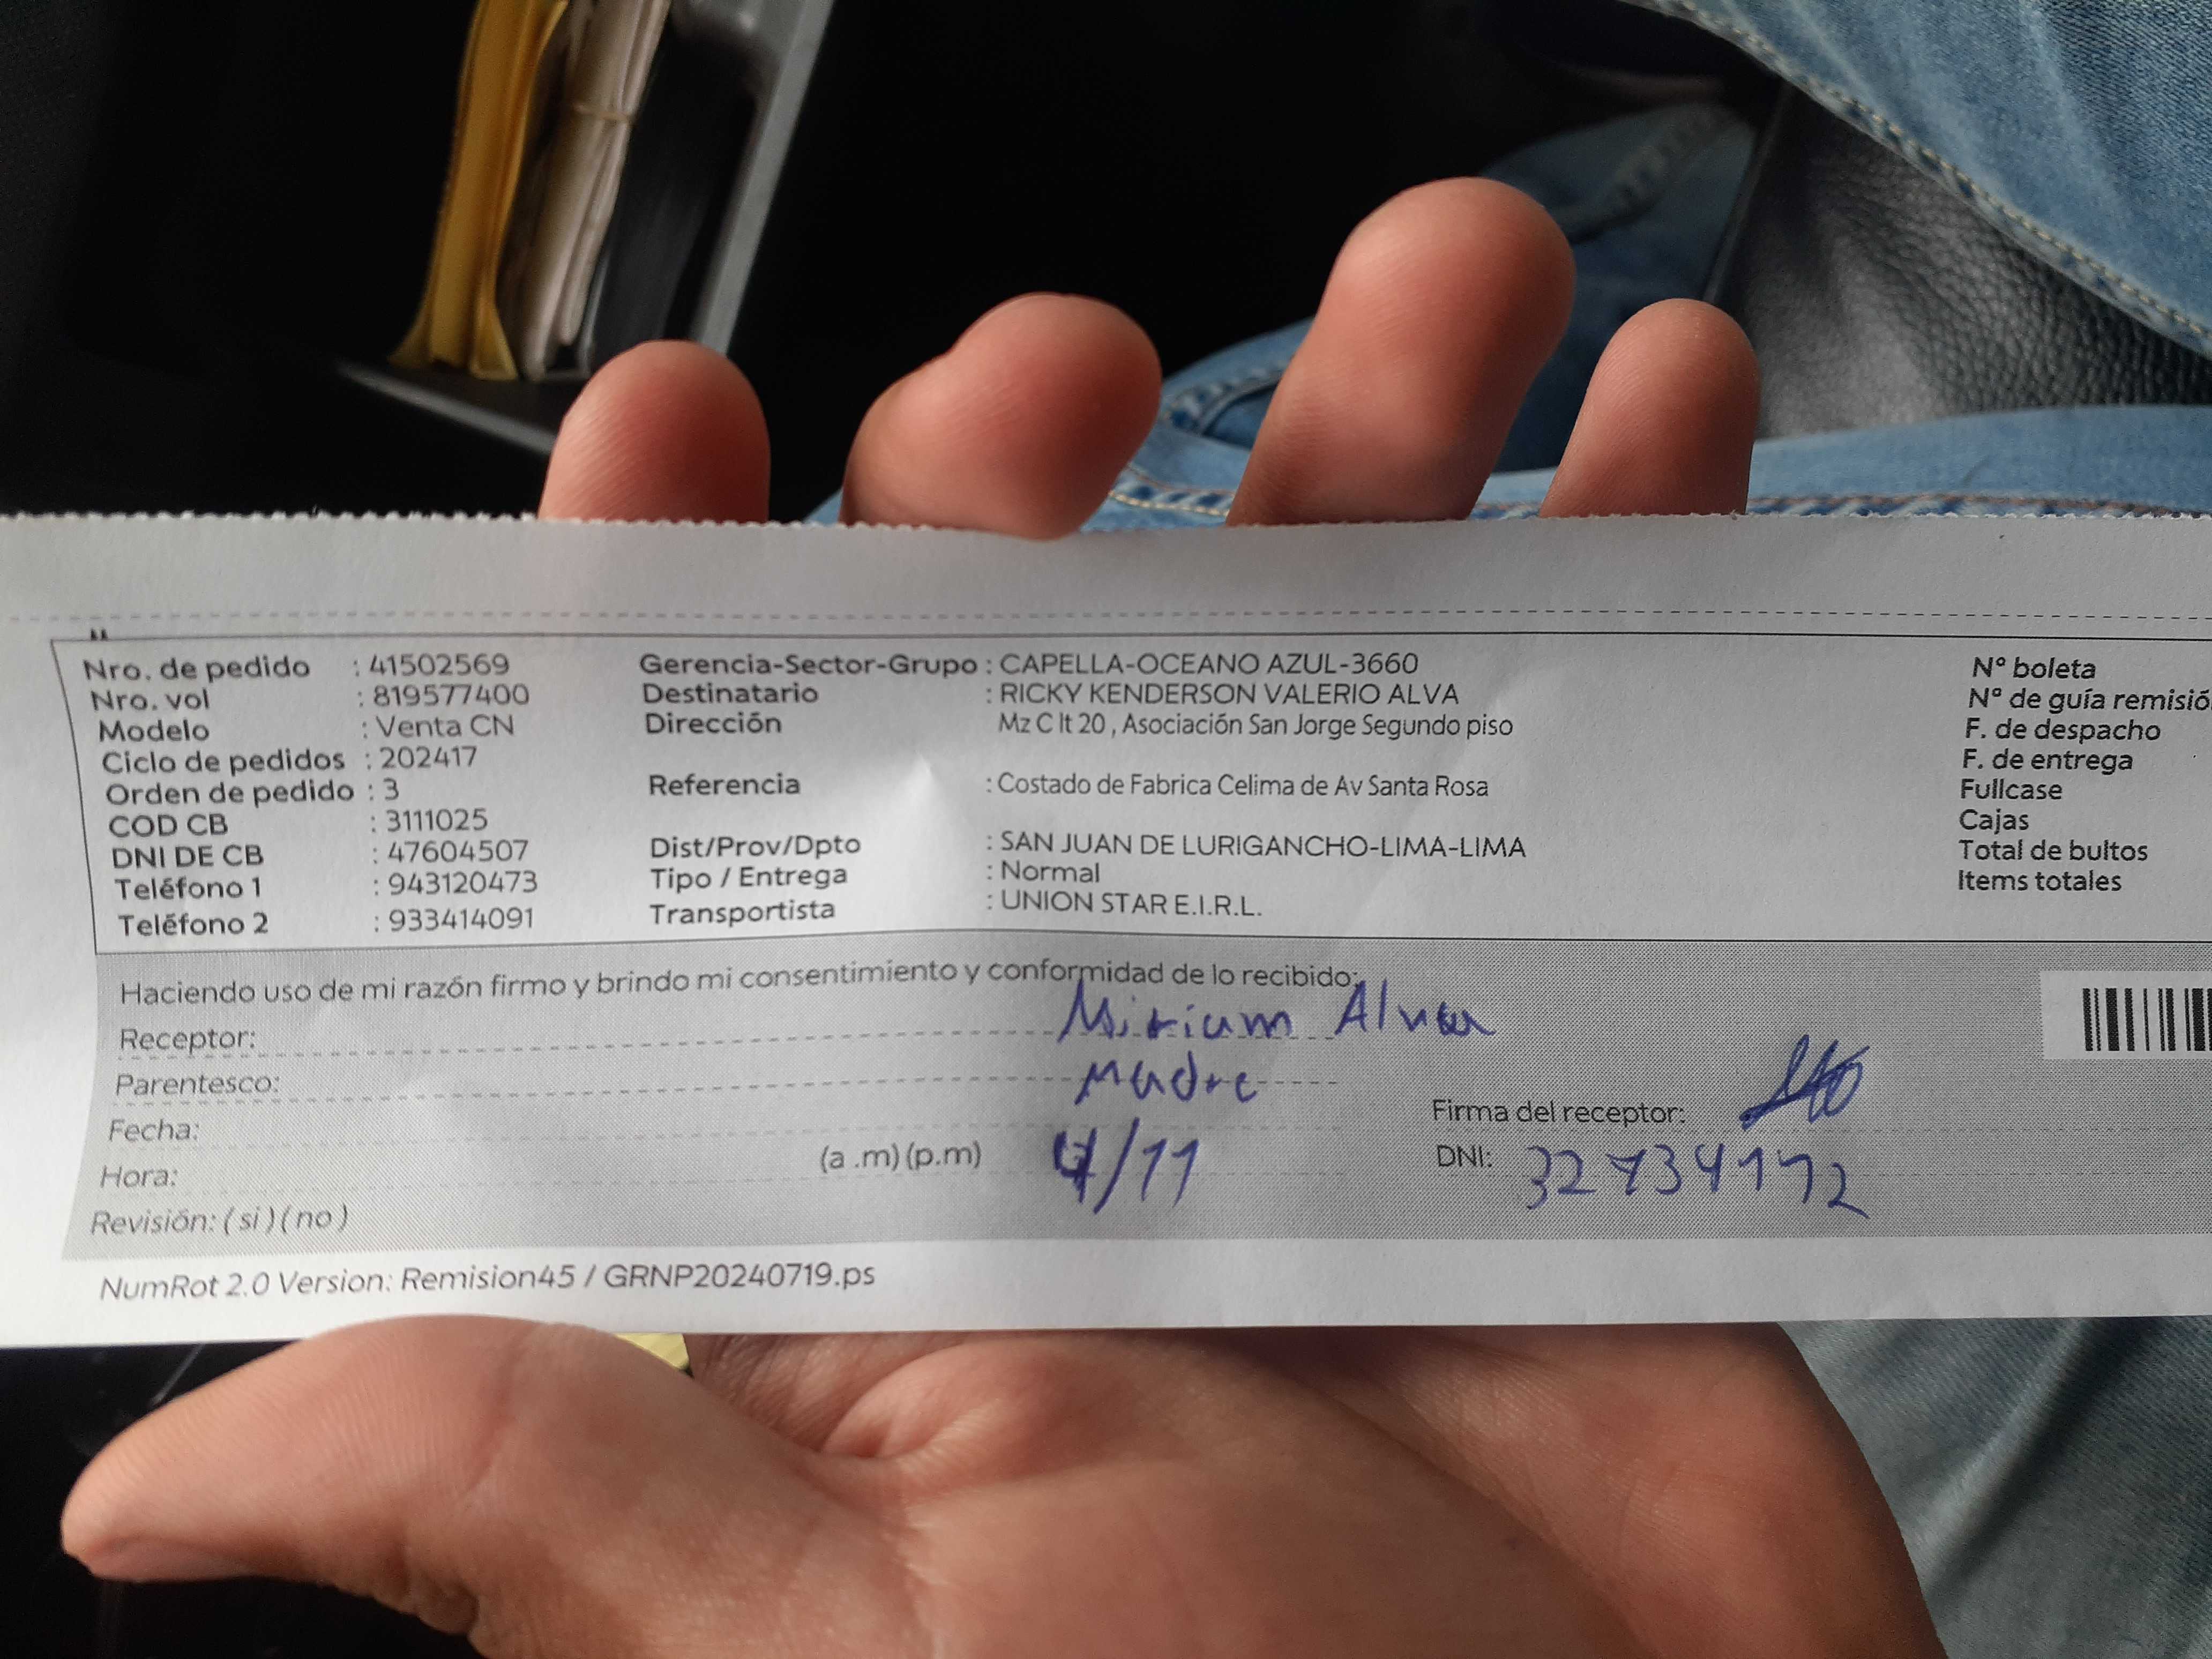 Nro. de pedido : 41502569 Gerencia-Sector-Grupo : CAPELLA-OCEANO AZUL-3660 N° boleta
Nro. vol : 819577400 Destinatario : RICKY KENDERSON VALERIO ALVA N° de guía remisió
Modelo : Venta CN Dirección Mz C lt 20 , Asociación San Jorge Segundo piso F. de despacho
Ciclo de pedidos : 202417 F. de entrega
Orden de pedido : 3 Referencia : Costado de Fabrica Celima de Av Santa Rosa Fullcase
COD CB : 3111025 Cajas
DNI DE CB : 47604507 Dist/Prov/Dpto : SAN JUAN DE LURIGANCHO-LIMA-LIMA Total de bultos
Teléfono 1 : 943120473 Tipo / Entrega : Normal Items totales
Teléfono 2 : 933414091 Transportista : UNION STAR E.I.R.L.
Haciendo uso de mi razón firmo y brindo mi consentimiento y conformidad de lo recibido:
Receptor: Mirium Alva
Parentesco: Madre
Fecha: Firma del receptor:
Hora: (a .m) (p.m) 4/11 DNI: 32734172
Revisión: ( si ) ( no )
NumRot 2.0 Version: Remision45 / GRNP20240719.ps